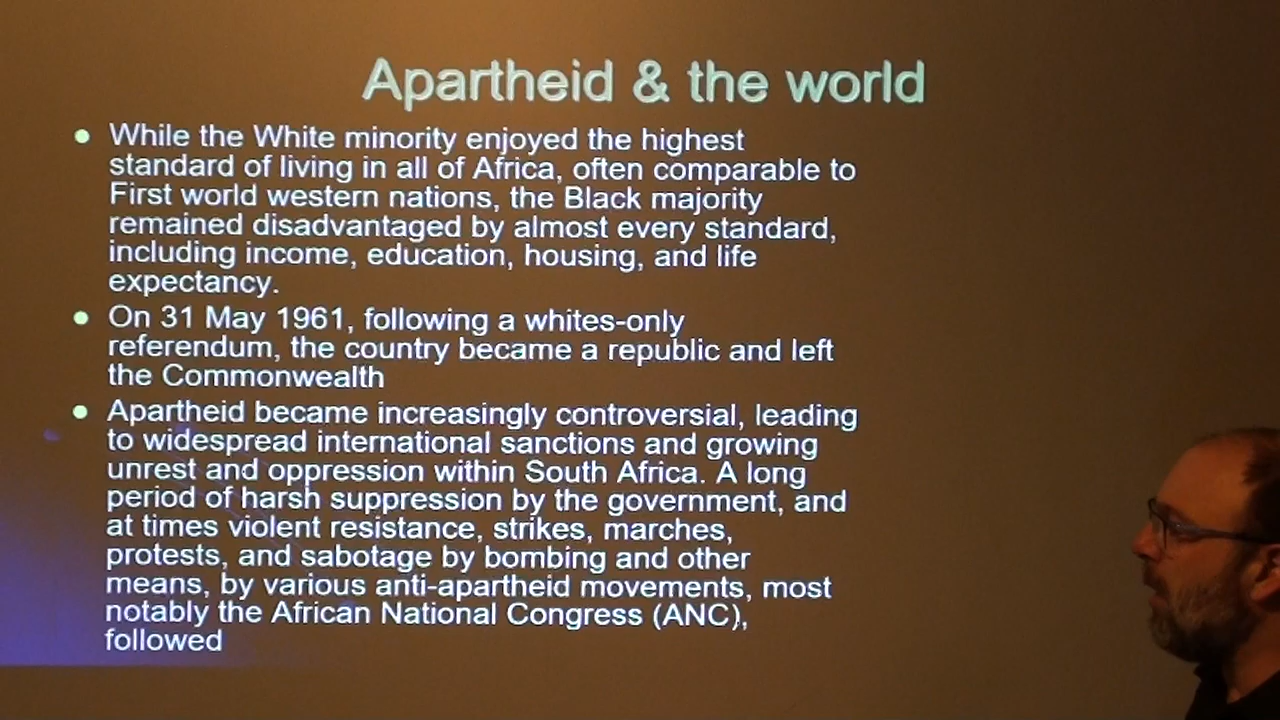 Apartheid & the world
• While the White minority enjoyed the highest
standard of living in all of Africa, often comparable to
First world western nations, the Black majority
remained disadvantaged by almost every standard,
including income, education, housing, and life
expectancy.
• On 31 May 1961, following a whites-only
referendum, the country became a republic and left
the Commonwealth
• Apartheid became increasingly controversial, leading
to widespread international sanctions and growing
unrest and oppression within South Africa. A long
period of harsh suppression by the government, and
at times violent resistance, strikes, marches,
protests, and sabotage by bombing and other
means, by various anti-apartheid movements, most
notably the African National Congress (ANC),
followed